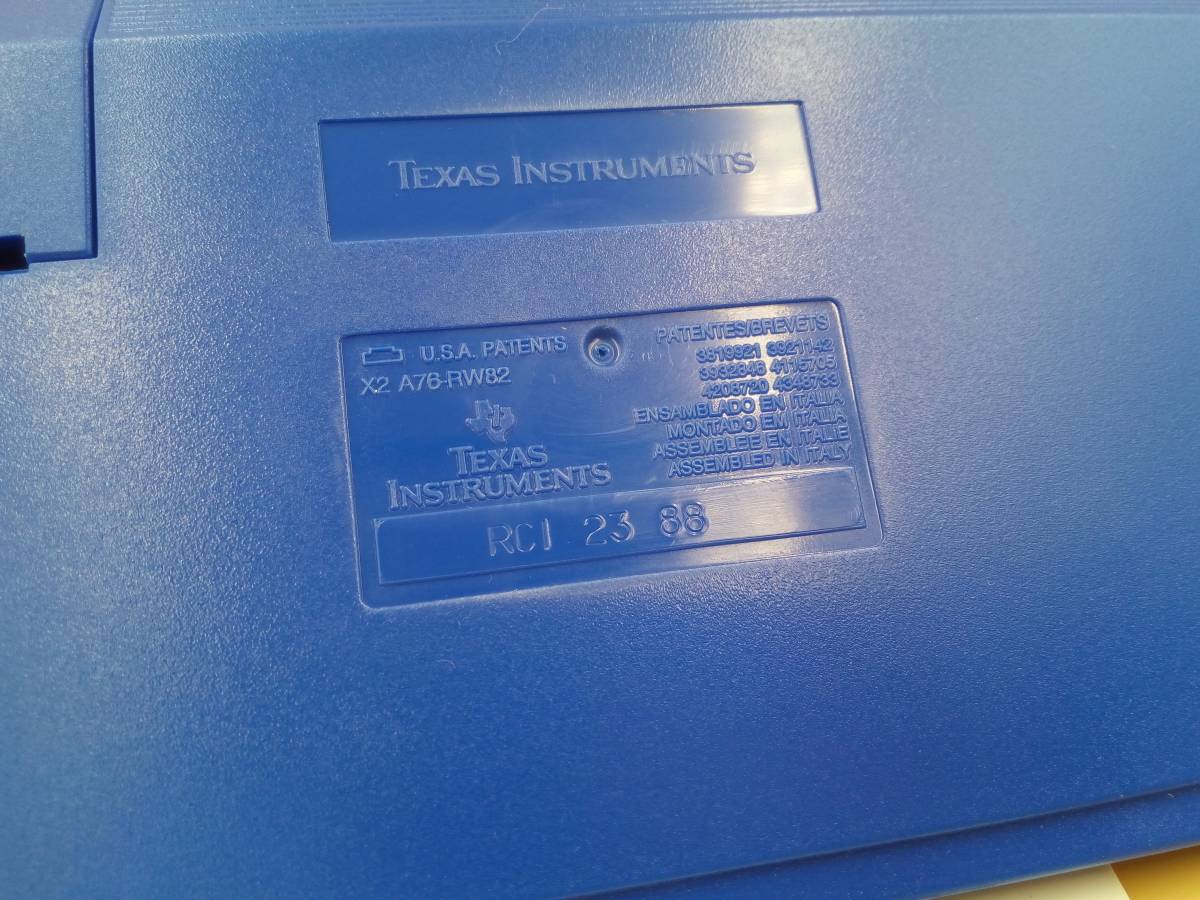 TEXAS INSTRUMENTS
U.S.A. PATENTS
X2 A76-RW82
TEXAS
INSTRUMENTS
PATENTES/BREVETS
3819921 3921142
3932846 4115705
4208720 4348733
ENSAMBLADO EN ITALIA
MONTADO EM ITALIA
ASSEMBLEE EN ITALIE
ASSEMBLED IN ITALY
RCI 23 88